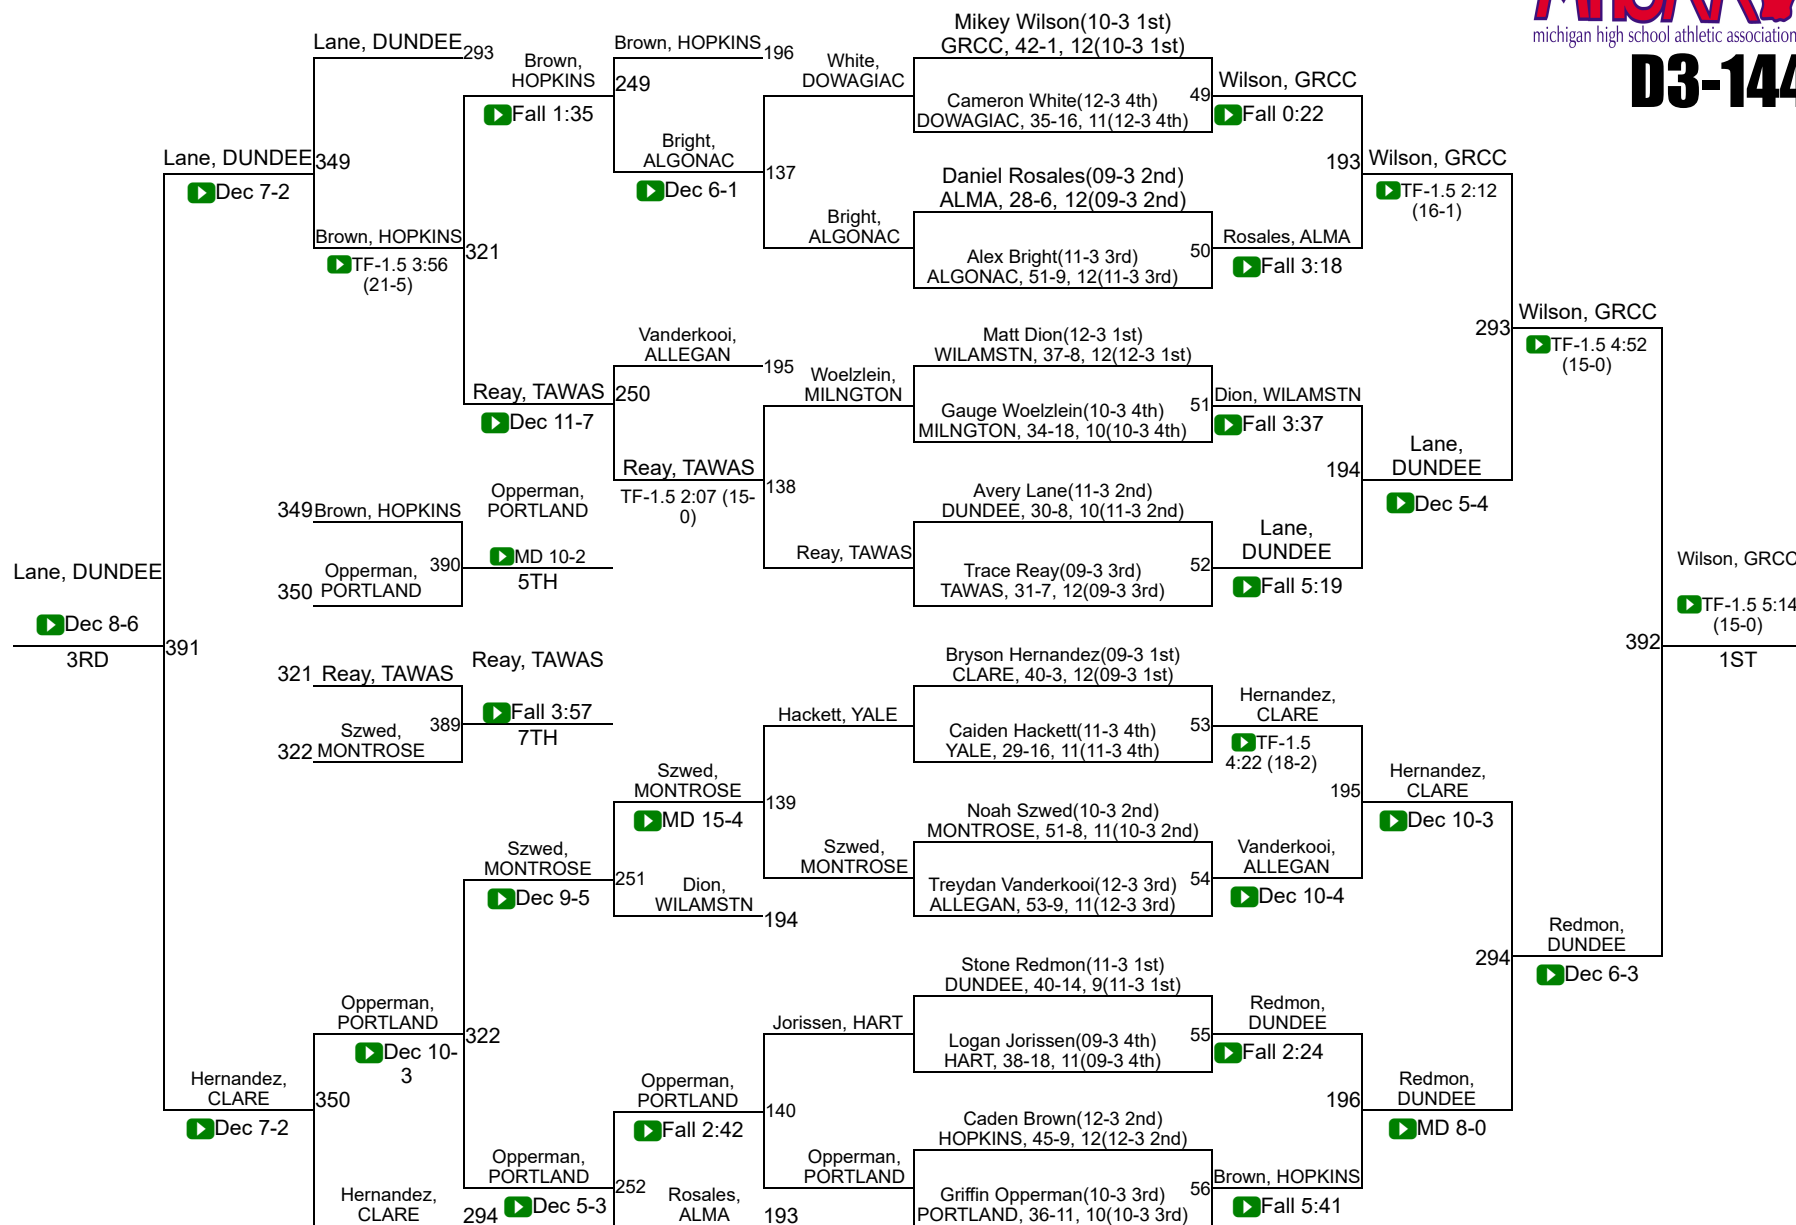 michigan high school athletic association
D3-144
Lane, DUNDEE
293
Brown,
HOPKINS
Fall 1:35
Brown, HOPKINS
196
249
Bright,
ALGONAC
Dec 6-1
137
White,
DOWAGIAC
Bright,
ALGONAC
Mikey Wilson(10-3 1st)
GRCC, 42-1, 12(10-3 1st)
Cameron White(12-3 4th)
DOWAGIAC, 35-16, 11(12-3 4th)
49
Wilson, GRCC
Fall 0:22
Daniel Rosales(09-3 2nd)
ALMA, 28-6, 12(09-3 2nd)
Alex Bright(11-3 3rd)
ALGONAC, 51-9, 12(11-3 3rd)
50
Rosales, ALMA
Fall 3:18
193
Wilson, GRCC
TF-1.5 2:12
(16-1)
Lane, DUNDEE
349
Dec 7-2
Brown, HOPKINS
TF-1.5 3:56
(21-5)
321
Reay, TAWAS
Dec 11-7
Vanderkooi,
ALLEGAN
195
250
Reay, TAWAS
TF-1.5 2:07 (15-
0)
138
Woelzlein,
MILNGTON
Reay, TAWAS
Matt Dion(12-3 1st)
WILAMSTN, 37-8, 12(12-3 1st)
Gauge Woelzlein(10-3 4th)
MILNGTON, 34-18, 10(10-3 4th)
51
Dion, WILAMSTN
Fall 3:37
Avery Lane(11-3 2nd)
DUNDEE, 30-8, 10(11-3 2nd)
Trace Reay(09-3 3rd)
TAWAS, 31-7, 12(09-3 3rd)
52
Lane,
DUNDEE
Fall 5:19
194
Lane,
DUNDEE
Dec 5-4
293
Wilson, GRCC
TF-1.5 4:52
(15-0)
349
Brown, HOPKINS
Opperman,
PORTLAND
390
MD 10-2
5TH
350
Opperman,
PORTLAND
Lane, DUNDEE
Dec 8-6
3RD
391
321
Reay, TAWAS
Reay, TAWAS
389
Fall 3:57
7TH
322
Szwed,
MONTROSE
Wilson, GRCC
TF-1.5 5:14
(15-0)
392
1ST
Szwed,
MONTROSE
MD 15-4
139
Hackett, YALE
Szwed,
MONTROSE
Bryson Hernandez(09-3 1st)
CLARE, 40-3, 12(09-3 1st)
Caiden Hackett(11-3 4th)
YALE, 29-16, 11(11-3 4th)
53
Hernandez,
CLARE
TF-1.5
4:22 (18-2)
Noah Szwed(10-3 2nd)
MONTROSE, 51-8, 11(10-3 2nd)
Treydan Vanderkooi(12-3 3rd)
ALLEGAN, 53-9, 11(12-3 3rd)
54
Vanderkooi,
ALLEGAN
Dec 10-4
195
Hernandez,
CLARE
Dec 10-3
Szwed,
MONTROSE
Dec 9-5
251
Dion,
WILAMSTN
194
Opperman,
PORTLAND
Dec 10-
3
322
Hernandez,
CLARE
Dec 7-2
350
Hernandez,
CLARE
294
Opperman,
PORTLAND
Dec 5-3
252
Opperman,
PORTLAND
Fall 2:42
140
Rosales,
ALMA
193
Jorissen, HART
Opperman,
PORTLAND
Stone Redmon(11-3 1st)
DUNDEE, 40-14, 9(11-3 1st)
Logan Jorissen(09-3 4th)
HART, 38-18, 11(09-3 4th)
55
Redmon,
DUNDEE
Fall 2:24
Caden Brown(12-3 2nd)
HOPKINS, 45-9, 12(12-3 2nd)
Griffin Opperman(10-3 3rd)
PORTLAND, 36-11, 10(10-3 3rd)
56
Brown, HOPKINS
Fall 5:41
196
Redmon,
DUNDEE
MD 8-0
294
Redmon,
DUNDEE
Dec 6-3